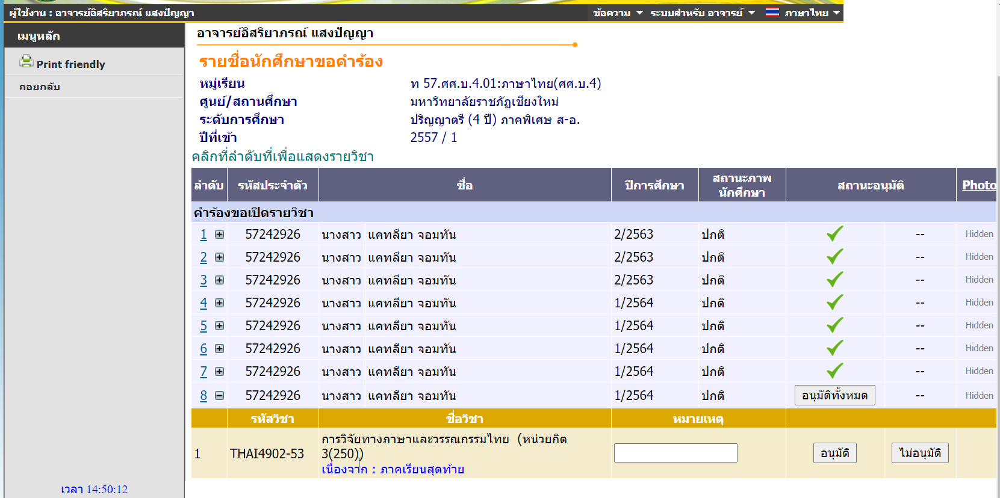 ผู้ใช้งาน : อาจารย์อิสริยาภรณ์ แสงปัญญา ข้อความ ระบบสำหรับ อาจารย์ ภาษาไทย
เมนูหลัก
Print friendly
ถอยกลับ
อาจารย์อิสริยาภรณ์ แสงปัญญา
รายชื่อนักศึกษาขอคำร้อง
หมู่เรียน ท 57.ศศ.บ.4.01:ภาษาไทย(ศศ.บ.4)
ศูนย์/สถานศึกษา มหาวิทยาลัยราชภัฏเชียงใหม่
ระดับการศึกษา ปริญญาตรี (4 ปี) ภาคพิเศษ ส-อ.
ปีที่เข้า 2557 / 1
คลิกที่ลำดับที่เพื่อแสดงรายวิชา
ลำดับ รหัสประจำตัว ชื่อ ปีการศึกษา สถานะภาพ นักศึกษา สถานะอนุมัติ Photo
คำร้องขอเปิดรายวิชา
1 57242926 นางสาว แคทลียา จอมทัน 2/2563 ปกติ -- Hidden
2 57242926 นางสาว แคทลียา จอมทัน 2/2563 ปกติ -- Hidden
3 57242926 นางสาว แคทลียา จอมทัน 2/2563 ปกติ -- Hidden
4 57242926 นางสาว แคทลียา จอมทัน 1/2564 ปกติ -- Hidden
5 57242926 นางสาว แคทลียา จอมทัน 1/2564 ปกติ -- Hidden
6 57242926 นางสาว แคทลียา จอมทัน 1/2564 ปกติ -- Hidden
7 57242926 นางสาว แคทลียา จอมทัน 1/2564 ปกติ -- Hidden
8 57242926 นางสาว แคทลียา จอมทัน 1/2564 ปกติ อนุมัติทั้งหมด -- Hidden
รหัสวิชา ชื่อวิชา หมายเหตุ
1 THAI4902-53 การวิจัยทางภาษาและวรรณกรรมไทย (หน่วยกิต
3(250)) อนุมัติ ไม่อนุมัติ
เนื่องจาก : ภาคเรียนสุดท้าย
เวลา 14:50:12